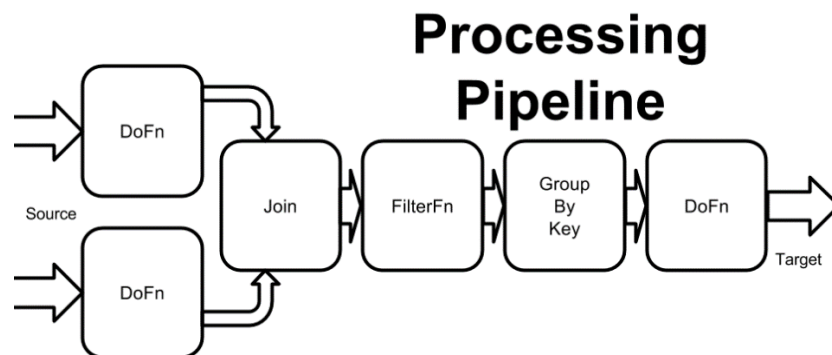 Processing
Pipeline
DoFn
Source
DoFn
Join
FilterFn
Group
By
Key
DoFn
Target